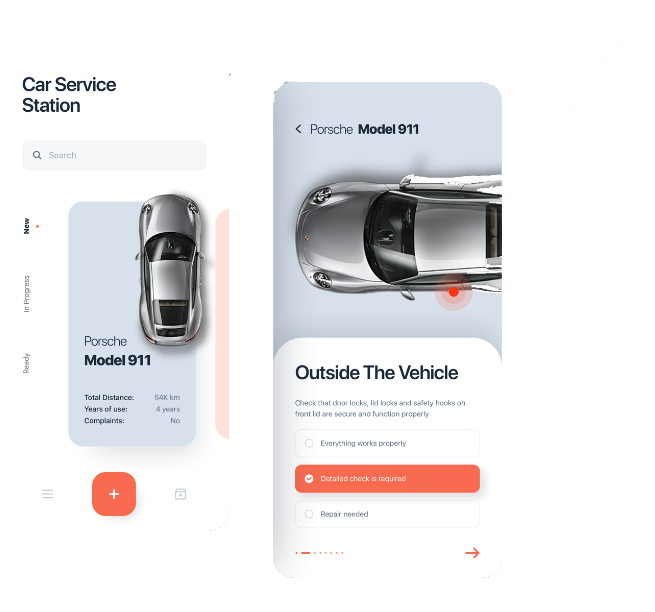 Car Service
Station
Search
New
In Progress
Ready
Porsche
Model 911
Total Distance: 54K km
Years of use: 4 years
Complaints: No
Porsche Model 911
Outside The Vehicle
Check that door locks, lid locks and safety hooks on
front lid are secure and function properly
Everything works properly
Detailed check is required
Repair needed